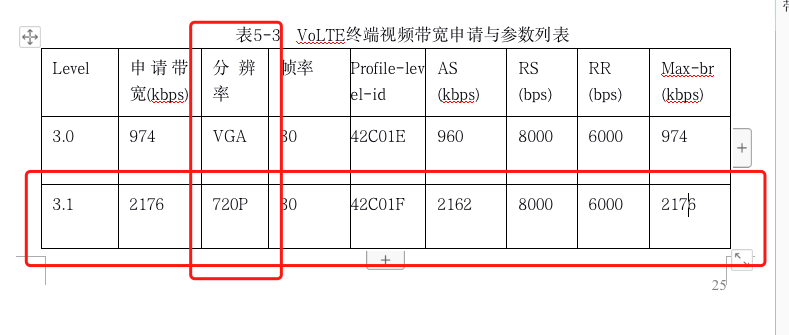 带
表5-3 VoLTE终端视频带宽申请与参数列表
Level 申请带宽(kbps) 分辨率 帧率 Profile-level-id AS (kbps) RS (bps) RR (bps) Max-br (kbps)
3.0 974 VGA 30 42C01E 960 8000 6000 974
3.1 2176 720P 30 42C01F 2162 8000 6000 2176
25